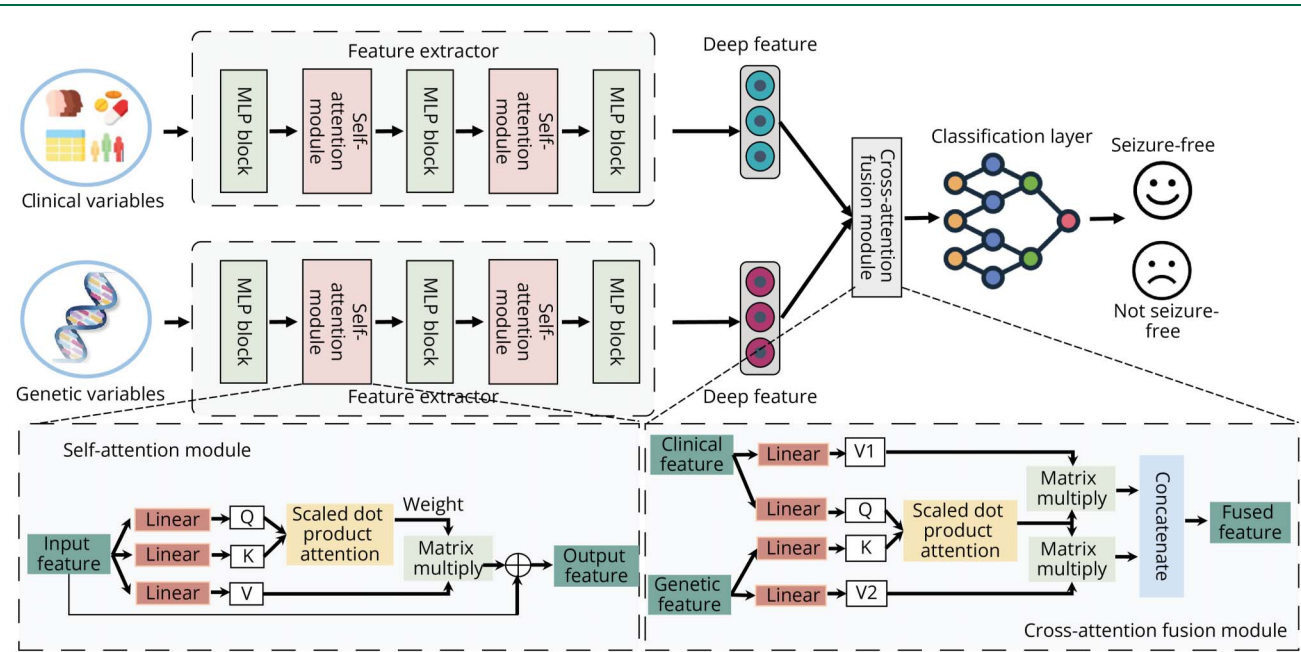 Feature extractor
MLP block
Self-
attention
module
MLP block
Self-
attention
module
MLP block
Clinical variables
Deep feature
Cross-attention
fusion module
Classification layer
Seizure-free
Not seizure-
free
MLP block
Self-
attention
module
MLP block
Self-
attention
module
MLP block
Genetic variables
Feature extractor
Deep feature
Self-attention module
Input
feature
Linear
Q
Linear
K
Linear
V
Scaled dot
product
attention
Weight
Matrix
multiply
Output
feature
Clinical
feature
Linear
V1
Linear
Q
Genetic
feature
Linear
K
Linear
V2
Scaled dot
product
attention
Matrix
multiply
Matrix
multiply
Concatenate
Fused
feature
Cross-attention fusion module